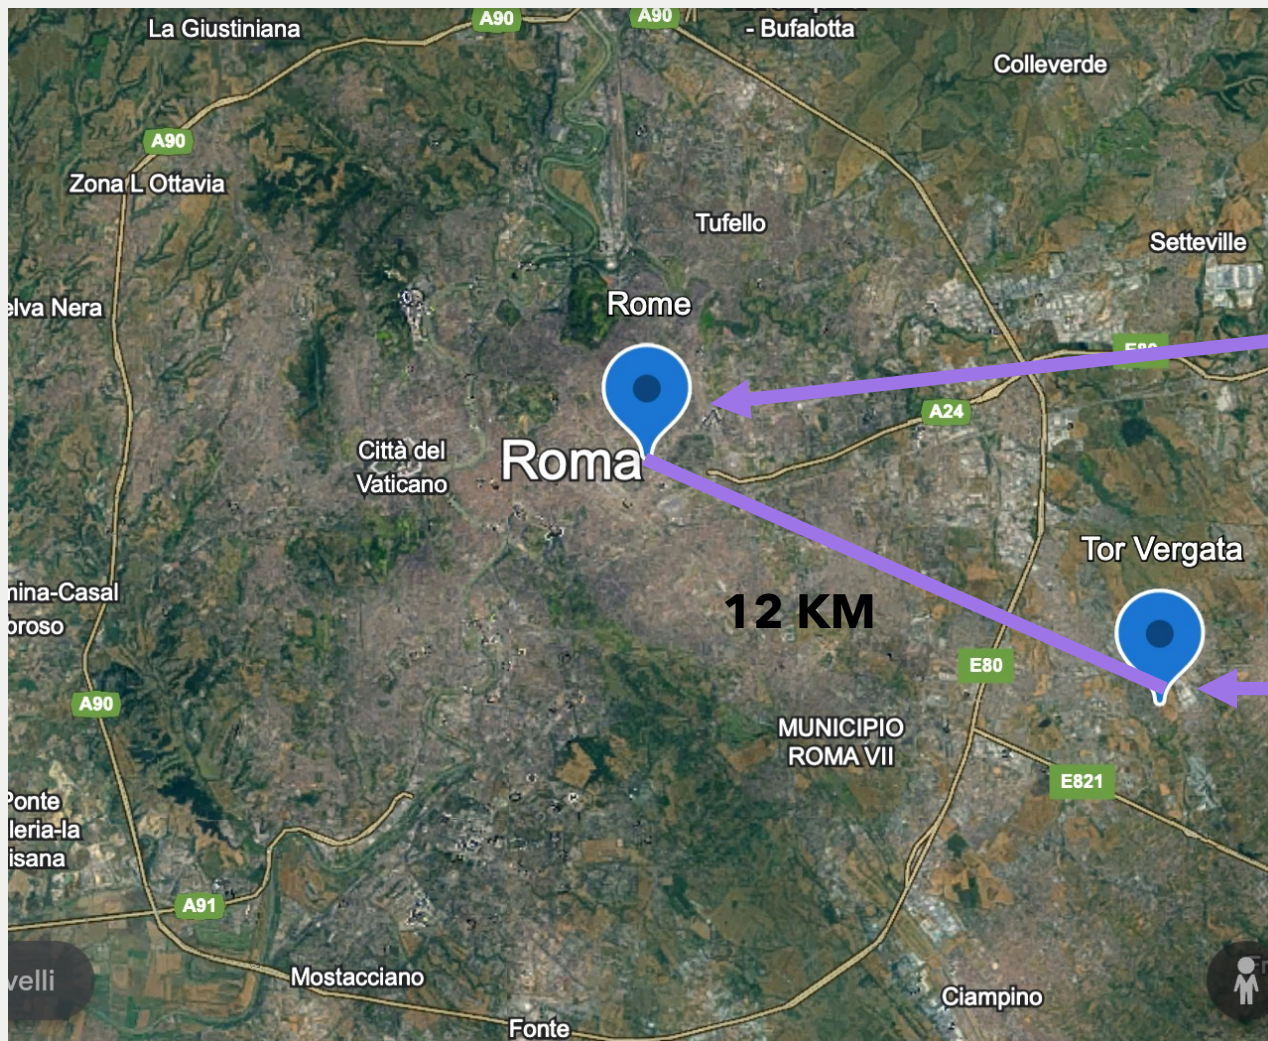 A90
A90
La Giustiniana
- Bufalotta
Colleverde
A90
Zona L Ottavia
Tufello
Setteville
elva Nera
Rome
E80
A24
Città del
Vaticano
Roma
Tor Vergata
mina-Casal
12 KM
E80
A90
MUNICIPIO
ROMA VII
E821
Ponte
leria-la
isana
A91
velli
Mostacciano
Ciampino
Fonte